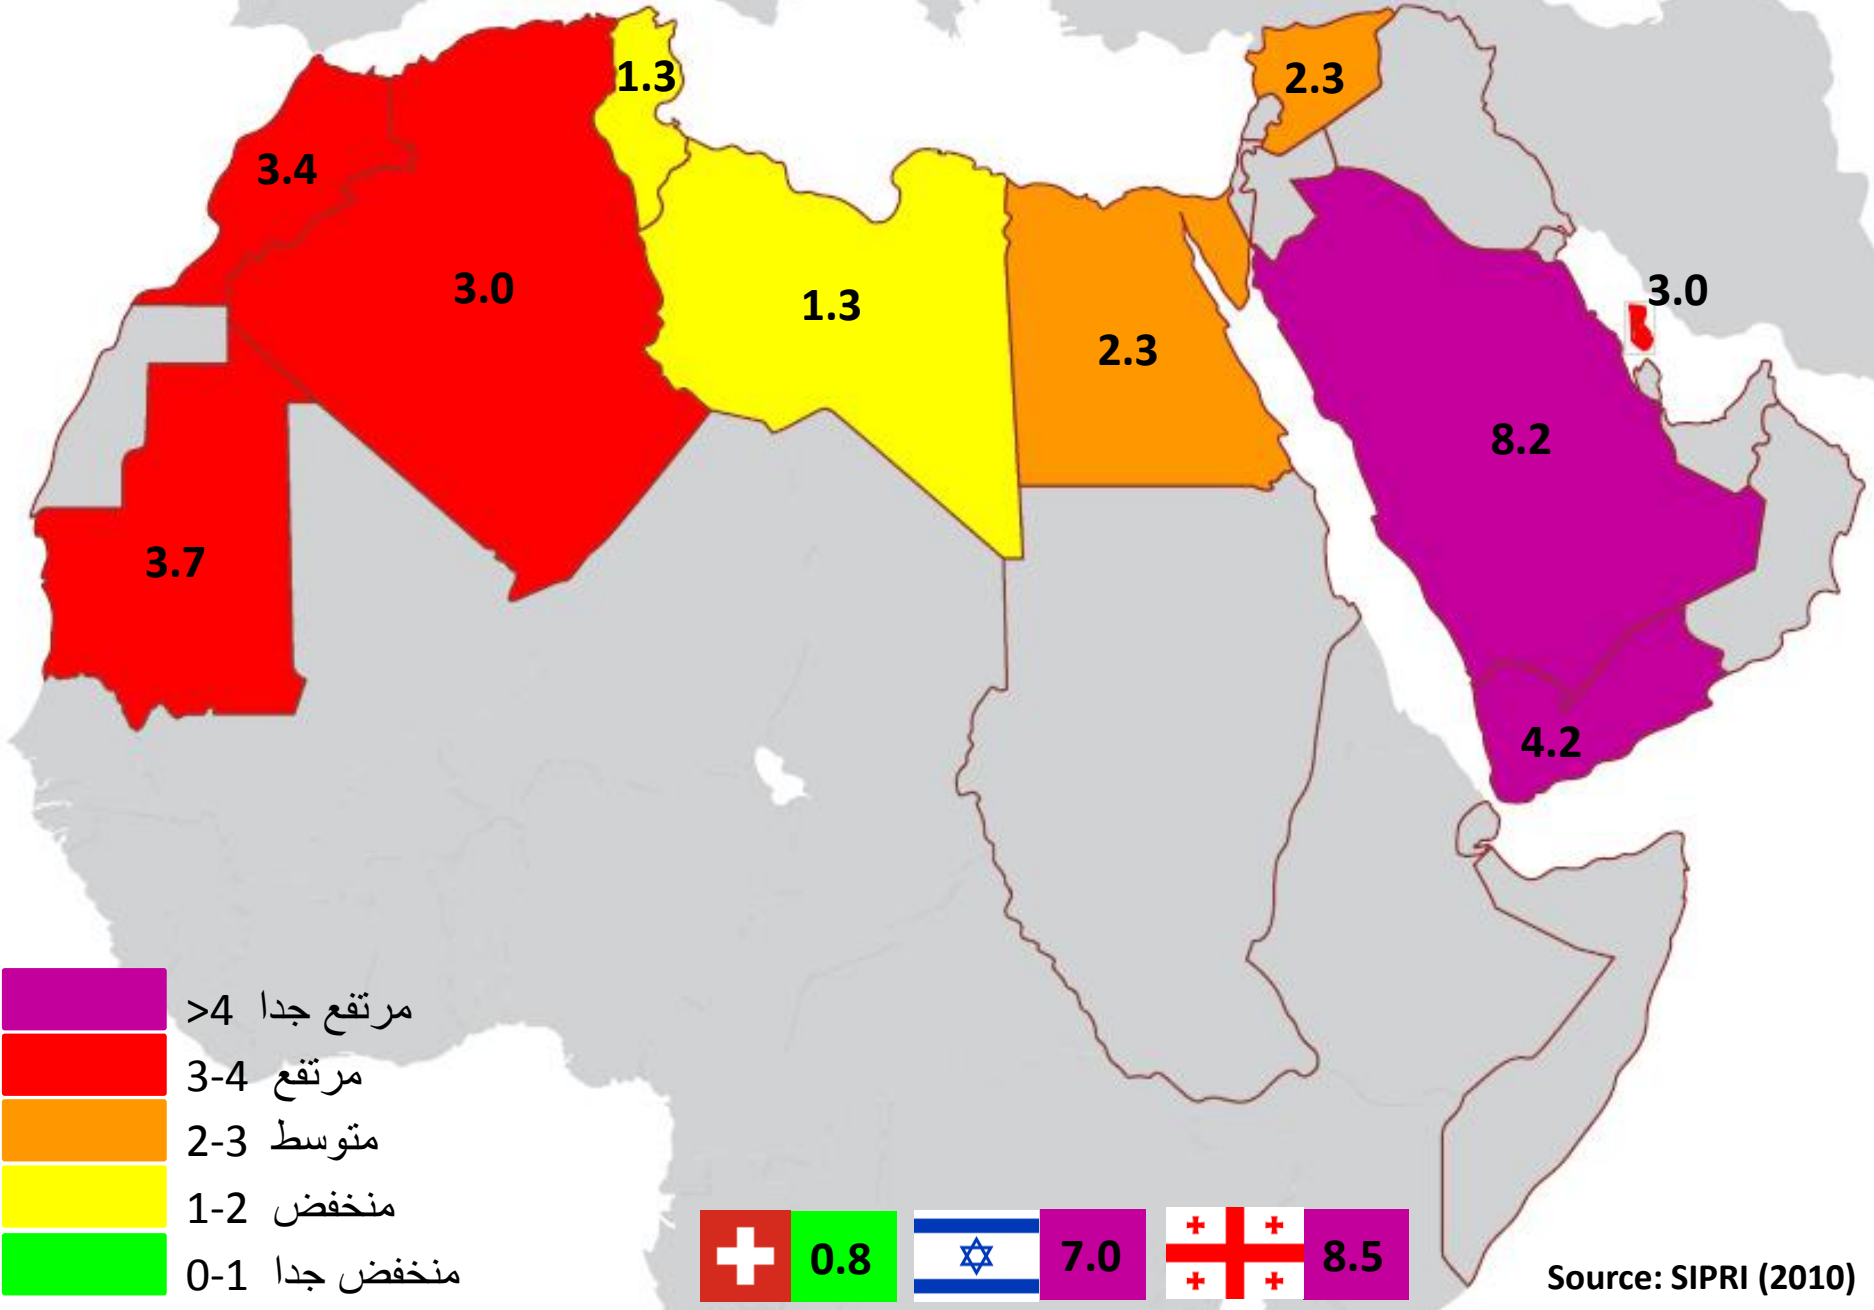 1.3
2.3
3.4
3.0
1.3
2.3
3.0
8.2
3.7
4.2
>4 مرتفع جدا
3-4 مرتفع
2-3 متوسط
1-2 منخفض
0-1 منخفض جدا
0.8
7.0
8.5
Source: SIPRI (2010)